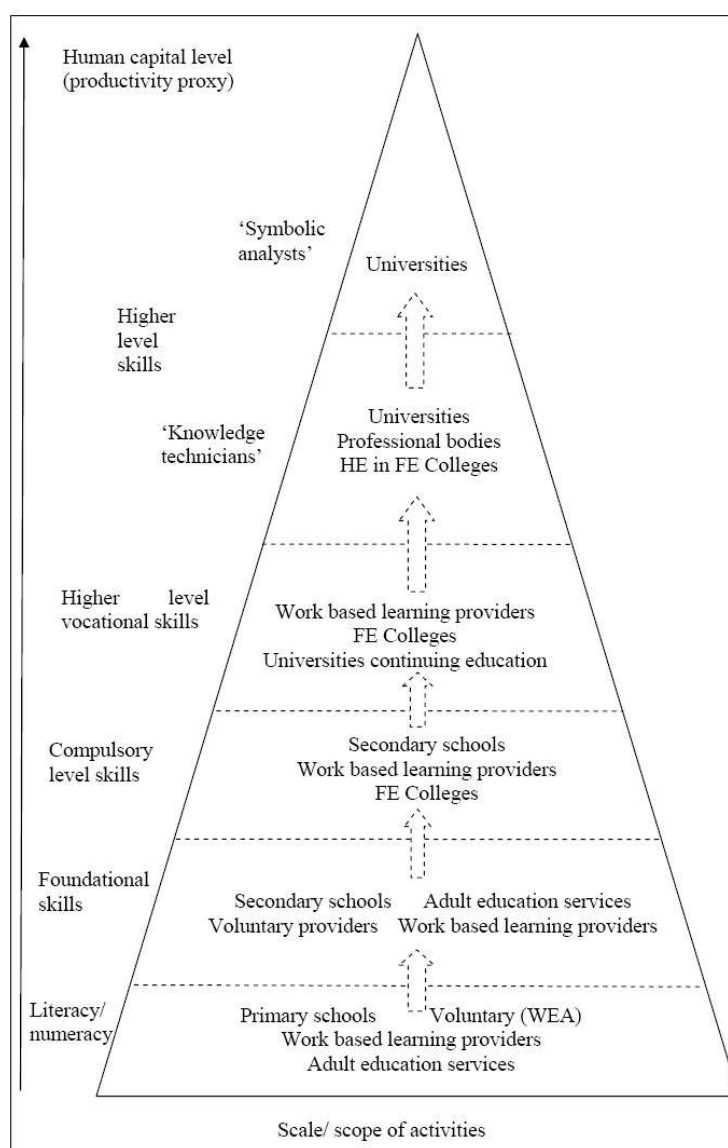 Human capital level
(productivity proxy)
‘Symbolic
analysts’
Universities
Higher
level
skills
Universities
Professional bodies
HE in FE Colleges
‘Knowledge
technicians’
Higher level
vocational skills
Work based learning providers
FE Colleges
Universities continuing education
Compulsory
level skills
Secondary schools
Work based learning providers
FE Colleges
Foundational
skills
Secondary schools Adult education services
Voluntary providers Work based learning providers
Literacy/
numeracy
Primary schools Voluntary (WEA)
Work based learning providers
Adult education services
Scale/ scope of activities